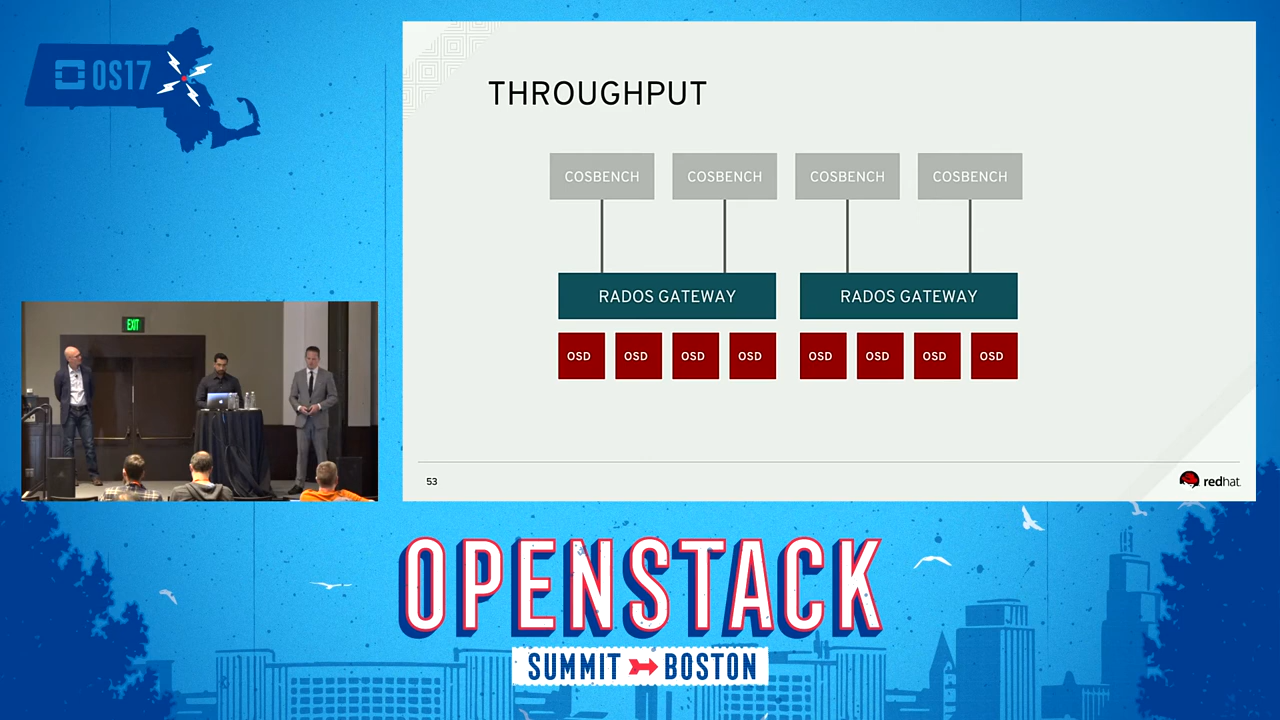 OS17
THROUGHPUT
COSBENCH COSBENCH COSBENCH COSBENCH
RADOS GATEWAY RADOS GATEWAY
OSD OSD OSD OSD OSD OSD OSD OSD
53
redhat.
EXIT
OPENSTACK
SUMMIT BOSTON